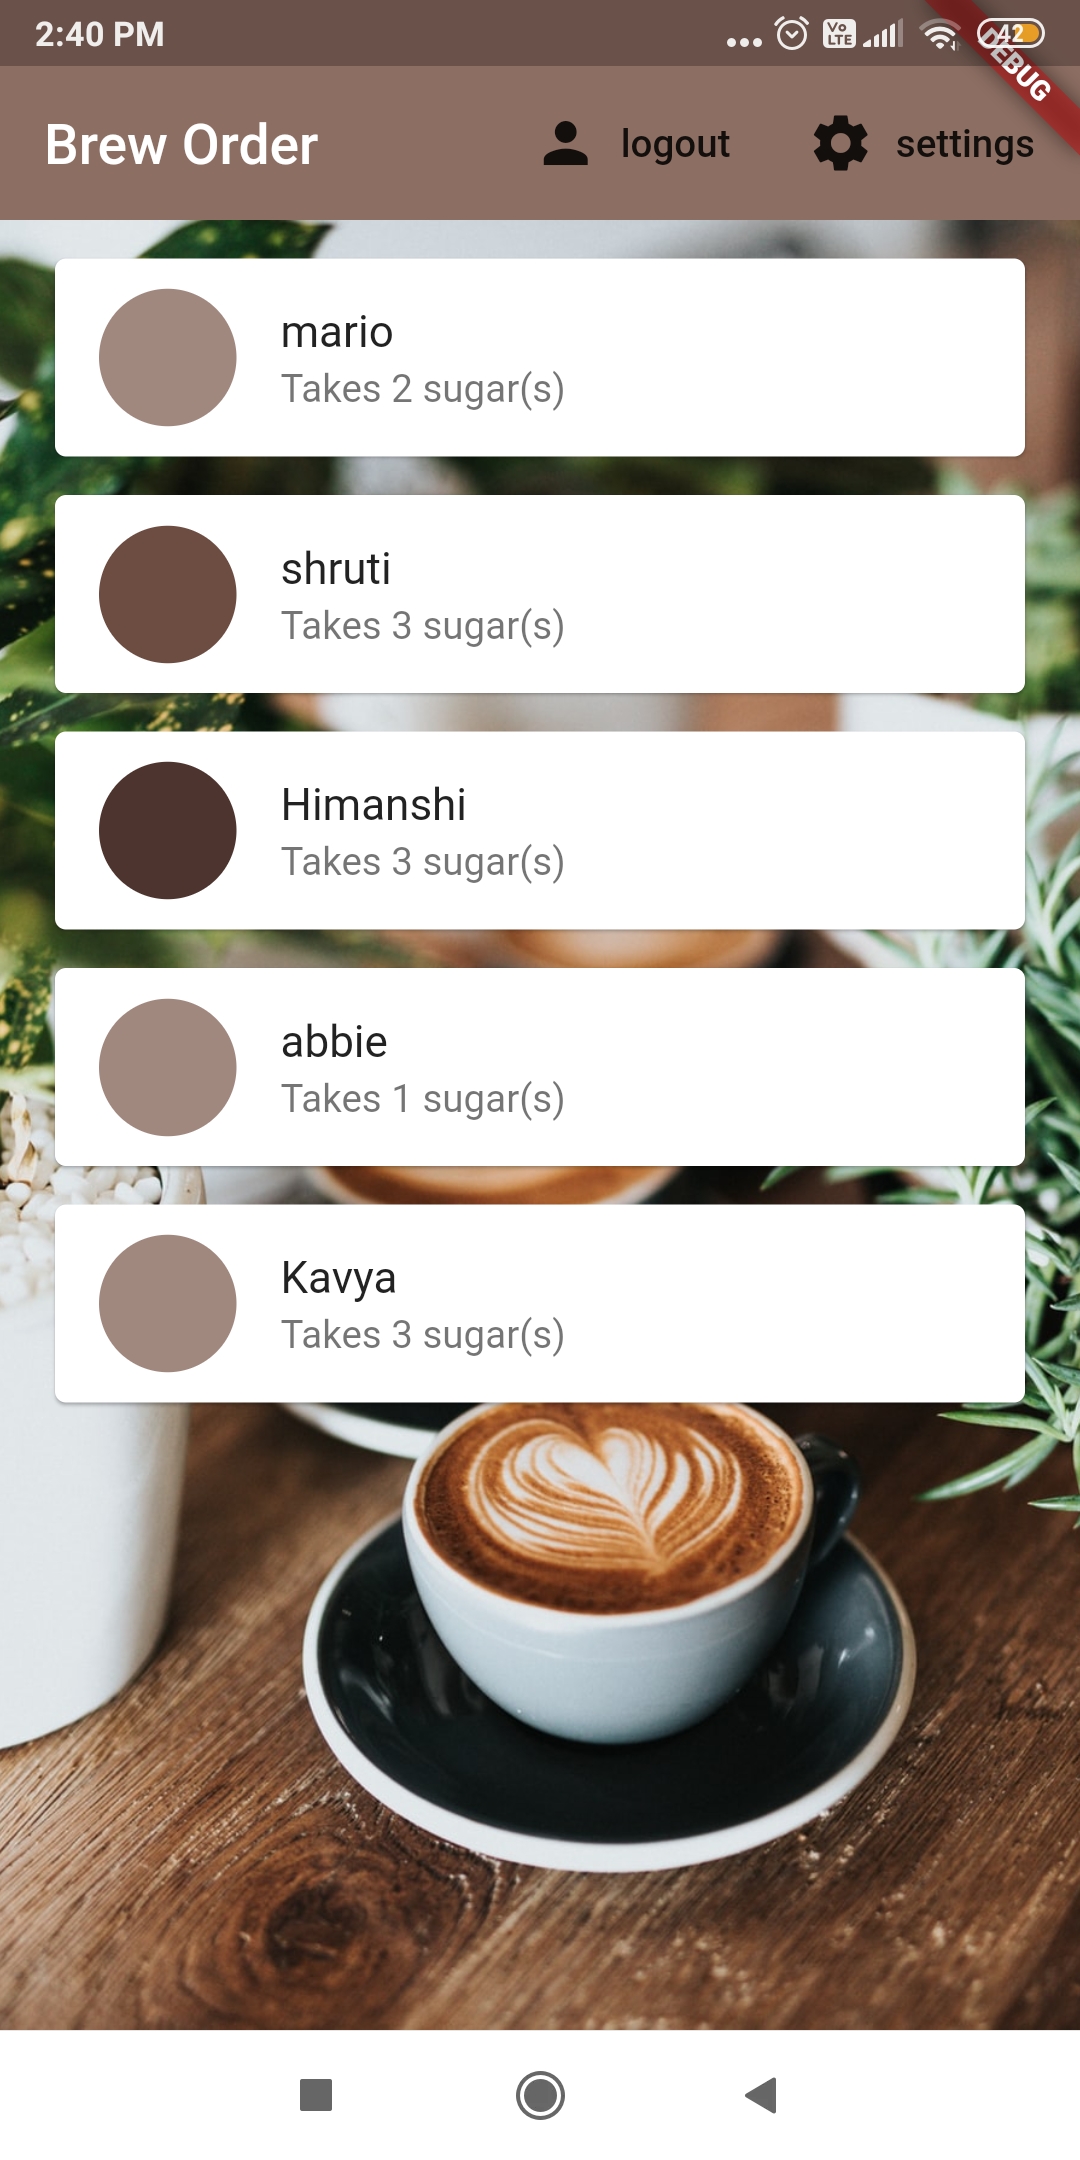 2:40 PM
Vo
LTE
42
DEBUG
Brew Order
logout
settings
mario
Takes 2 sugar(s)
shruti
Takes 3 sugar(s)
Himanshi
Takes 3 sugar(s)
abbie
Takes 1 sugar(s)
Kavya
Takes 3 sugar(s)